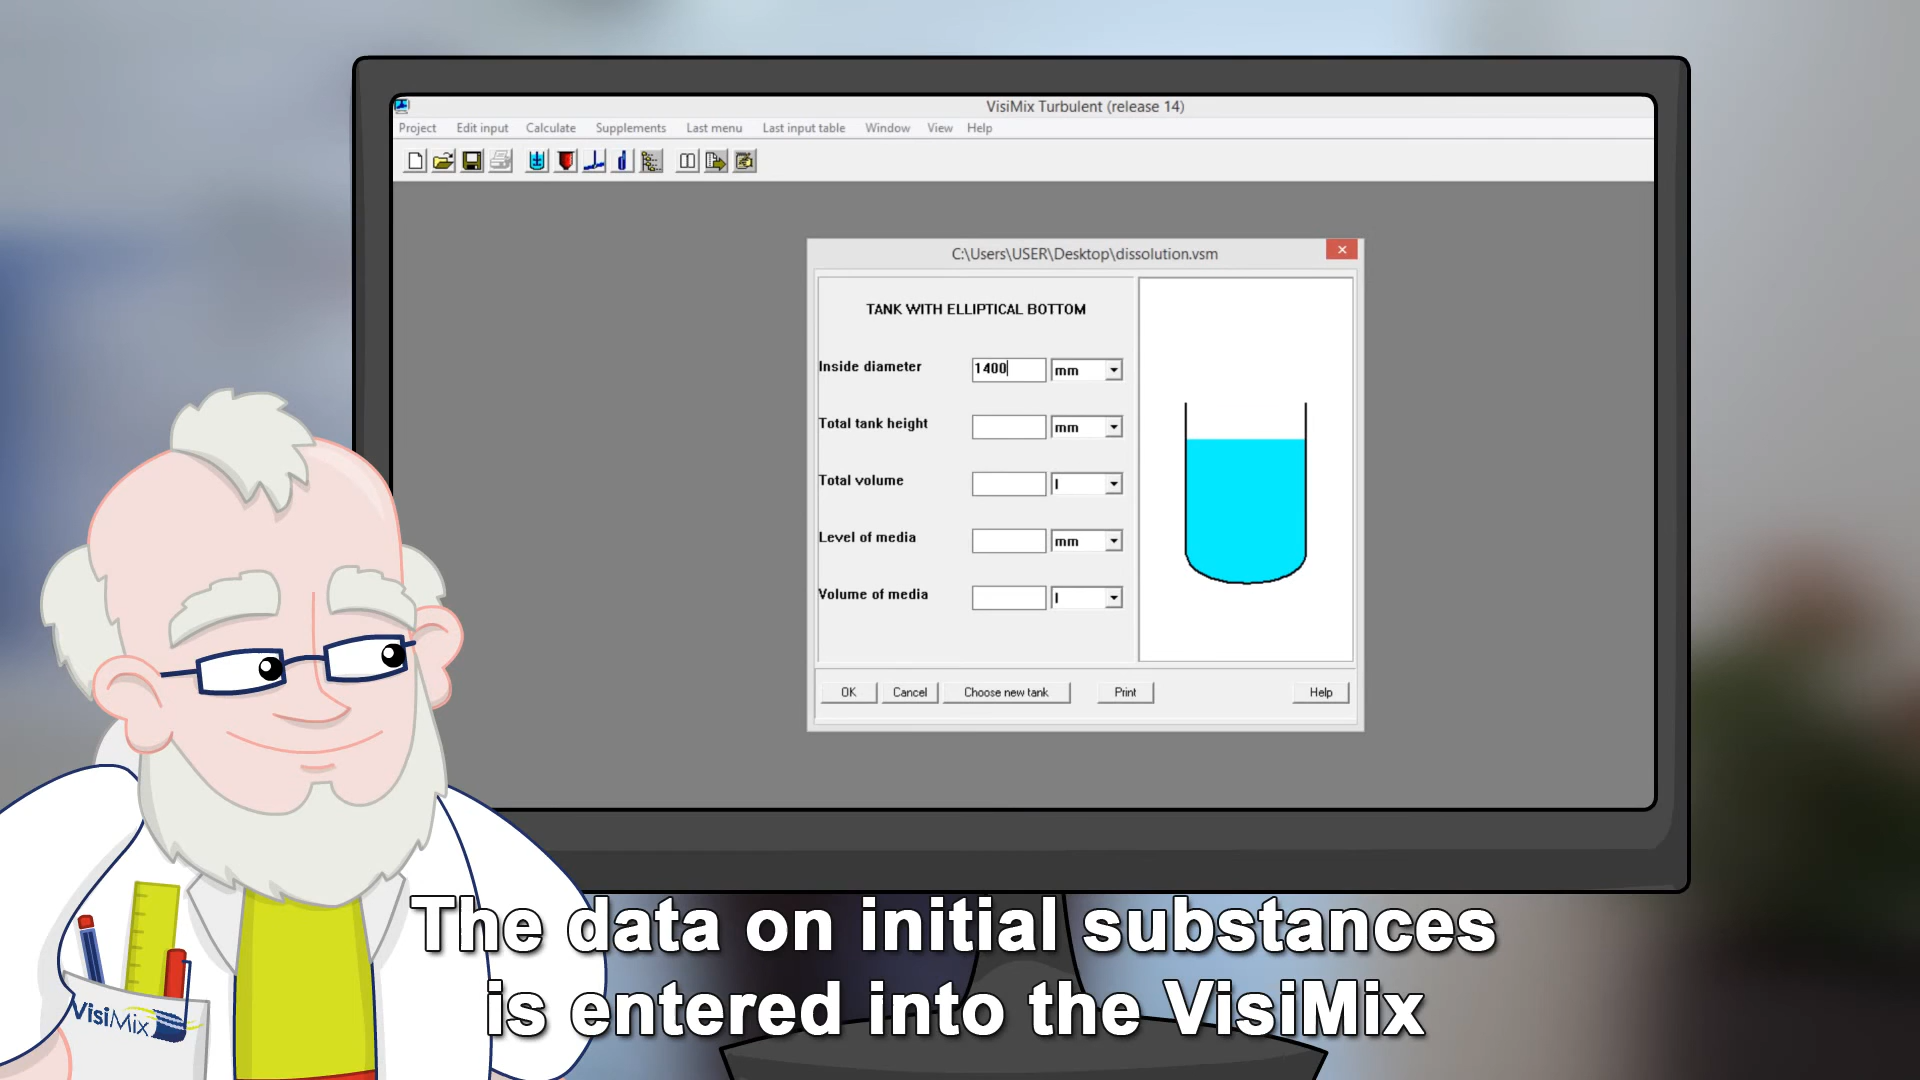 VisiMix Turbulent (release 14)
Project Edit input Calculate Supplements Last menu Last input table Window View Help
C:\Users\USER\Desktop\dissolution.vsm
TANK WITH ELLIPTICAL BOTTOM
Inside diameter 1400 mm
Total tank height mm
Total volume l
Level of media mm
Volume of media l
OK Cancel Choose new tank Print Help
VisiMix
The data on initial substances
is entered into the VisiMix